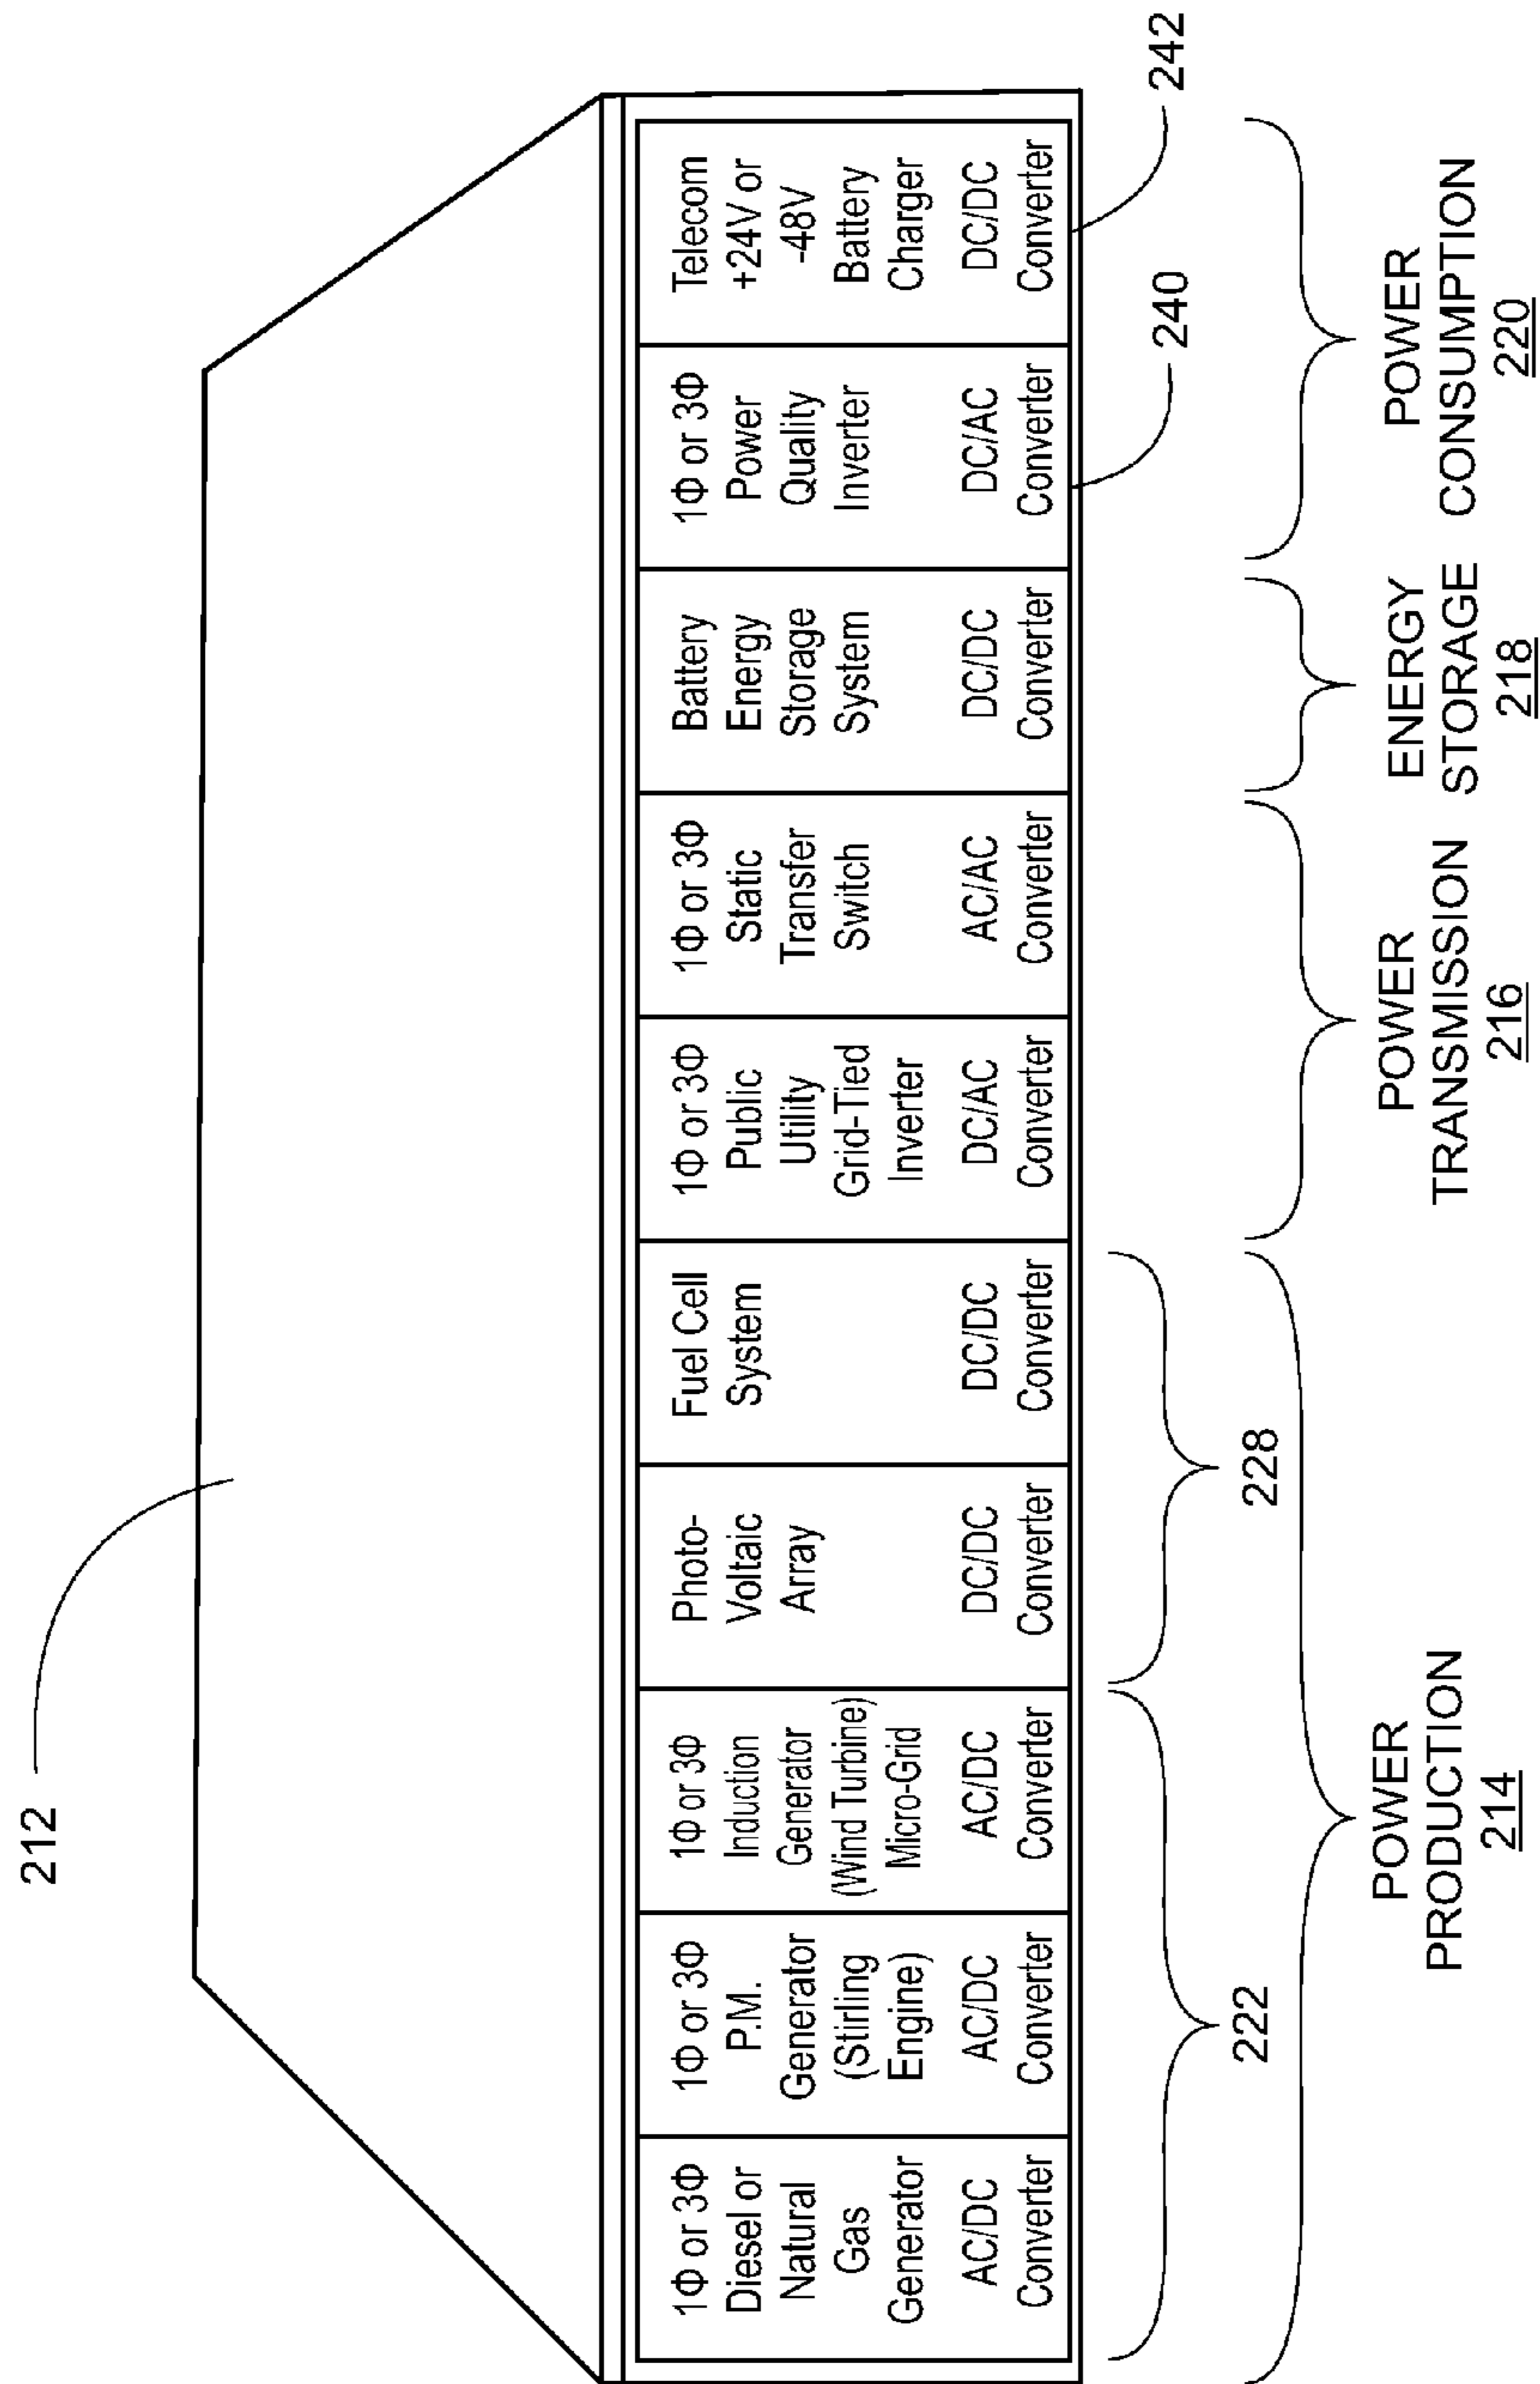 212
1Φ or 3Φ
Diesel or
Natural
Gas
Generator
AC/DC
Converter
1Φ or 3Φ
P.M.
Generator
(Stirling
Engine)
AC/DC
Converter
1Φ or 3Φ
Induction
Generator
(Wind Turbine)
Micro-Grid
AC/DC
Converter
Photo-
Voltaic
Array
DC/DC
Converter
Fuel Cell
System
DC/DC
Converter
1Φ or 3Φ
Public
Utility
Grid-Tied
Inverter
DC/AC
Converter
1Φ or 3Φ
Static
Transfer
Switch
AC/AC
Converter
Battery
Energy
Storage
System
DC/DC
Converter
1Φ or 3Φ
Power
Quality
Inverter
DC/AC
Converter
Telecom
+24V or
-48V
Battery
Charger
DC/DC
Converter
222
228
240
242
POWER
PRODUCTION
214
POWER
TRANSMISSION
216
ENERGY
STORAGE
218
POWER
CONSUMPTION
220